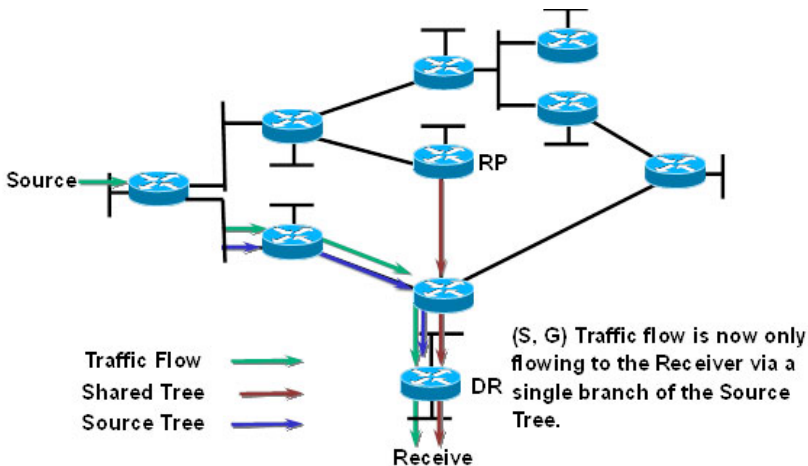 RP
Source
(S, G) Traffic flow is now only
flowing to the Receiver via a
single branch of the Source
Tree.
Traffic Flow
Shared Tree
Source Tree
DR
Receive